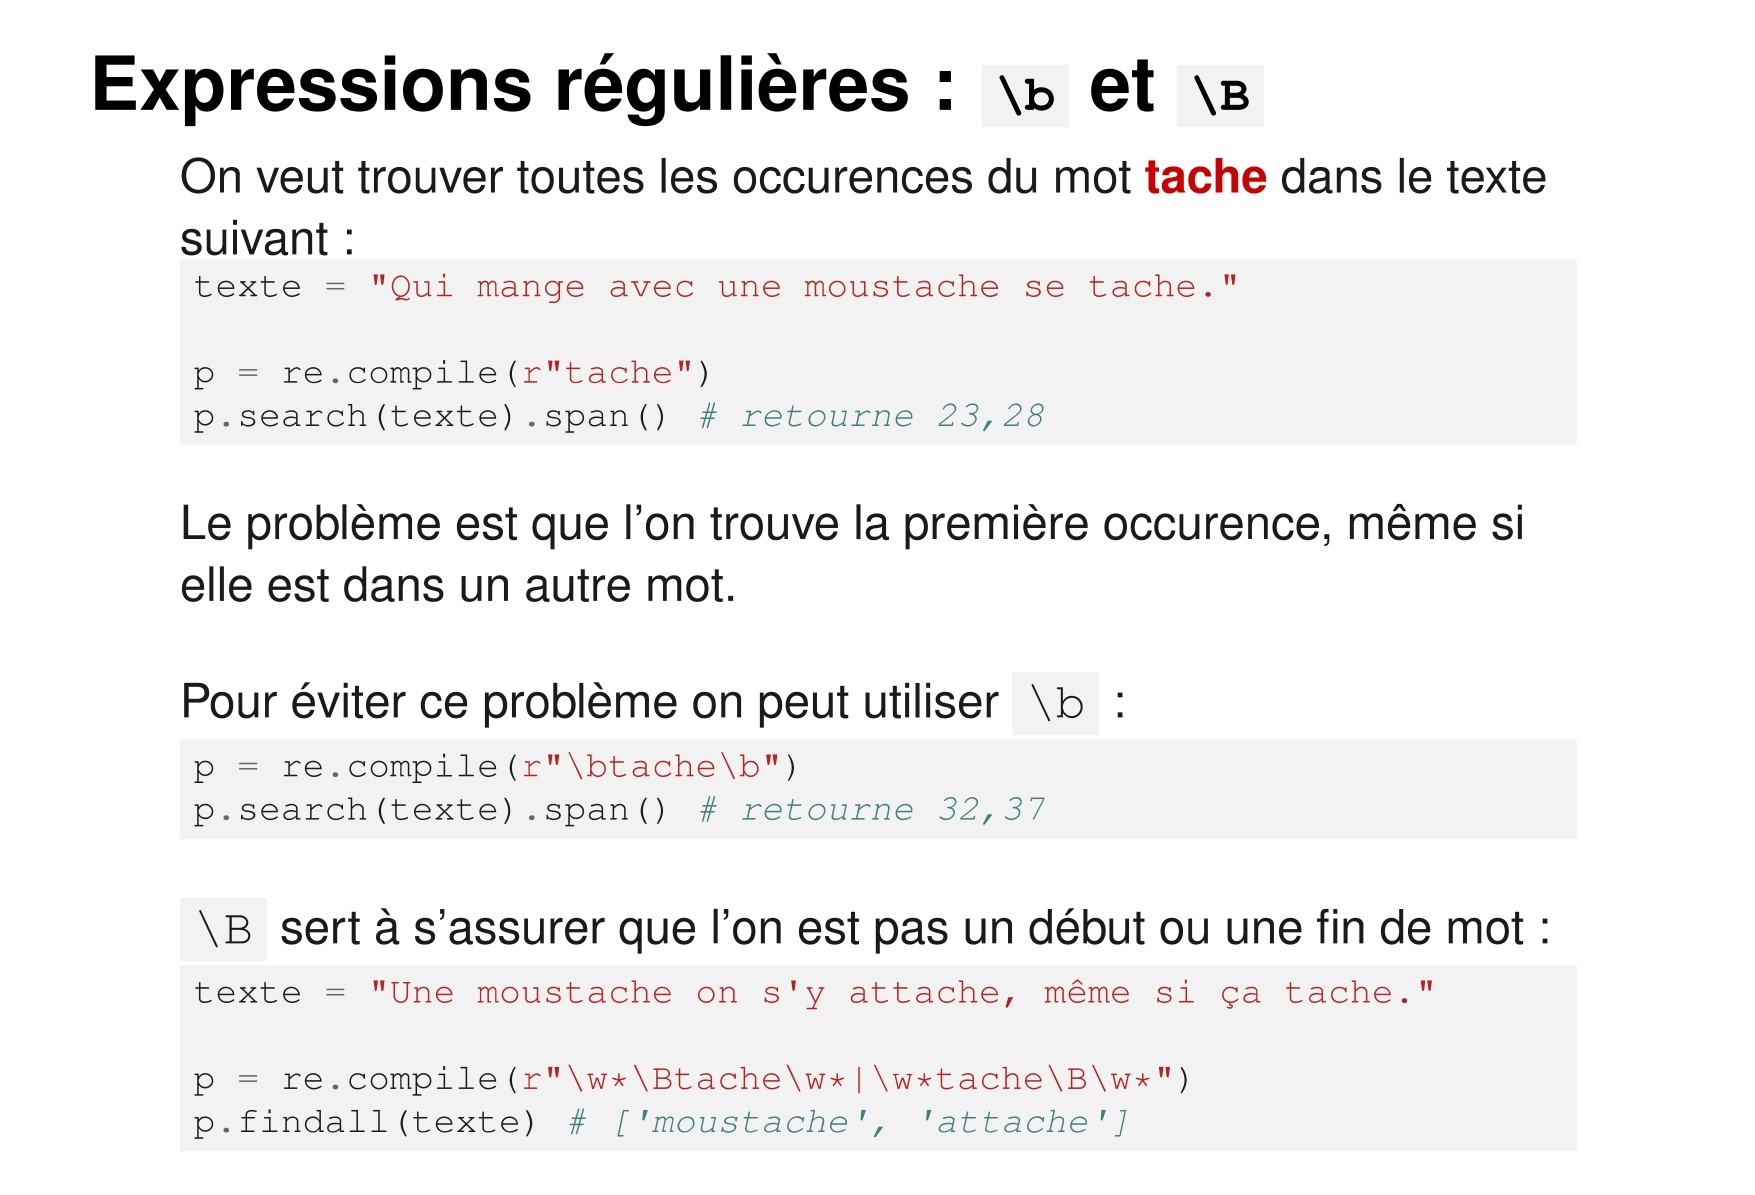 Expressions régulières : \b et \B
On veut trouver toutes les occurences du mot tache dans le texte
suivant :
texte = "Qui mange avec une moustache se tache."
p = re.compile(r"tache")
p.search(texte).span() # retourne 23,28
Le problème est que l'on trouve la première occurence, même si
elle est dans un autre mot.
Pour éviter ce problème on peut utiliser \b :
p = re.compile(r"\btache\b")
p.search(texte).span() # retourne 32,37
\B sert à s'assurer que l'on est pas un début ou une fin de mot :
texte = "Une moustache on s'y attache, même si ça tache."
p = re.compile(r"\w*\Btache\w*|\w*tache\B\w*")
p.findall(texte) # ['moustache', 'attache']